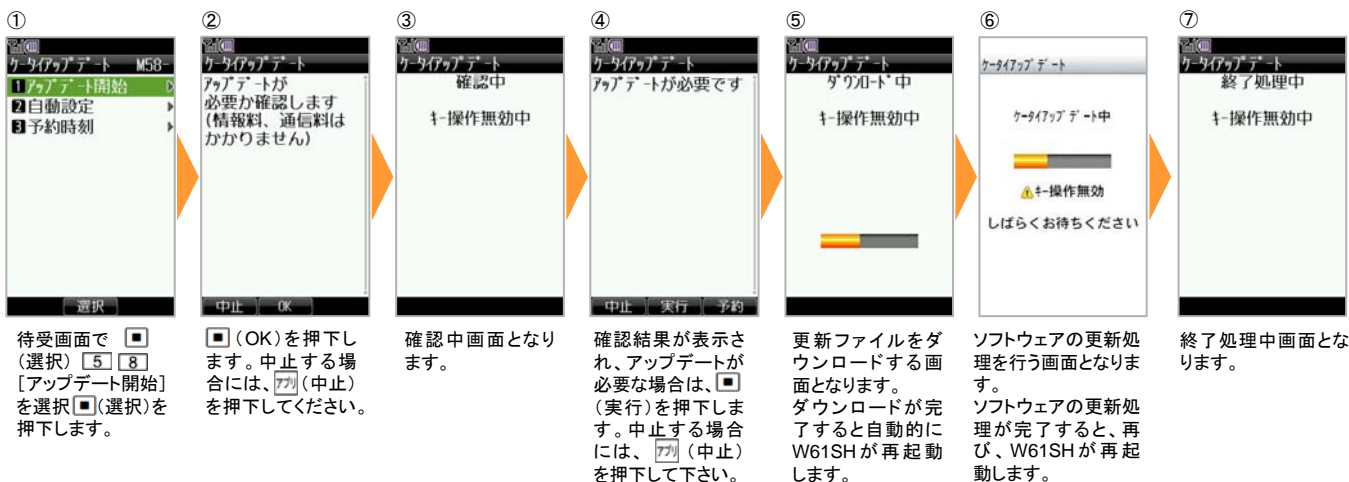 ①
ケータイアップデート M58-
1 アップデート開始
2 自動設定
3 予約時刻
選択
待受画面で ■
(選択) 5 8
[アップデート開始]
を選択■(選択)を
押下します。
②
ケータイアップデート
アップデートが
必要か確認します
(情報料、通信料は
かかりません)
中止 OK
■(OK)を押下し
ます。中止する場
合には、アプリ(中止)
を押下してください。
③
ケータイアップデート
確認中
キー操作無効中
確認中画面となり
ます。
④
ケータイアップデート
アップデートが必要です
中止 実行 予約
確認結果が表示さ
れ、アップデートが
必要な場合は、■
(実行)を押下しま
す。中止する場合
には、アプリ(中止)
を押下して下さい。
⑤
ケータイアップデート
ダウンロード中
キー操作無効中
更新ファイルをダ
ウンロードする画
面となります。
ダウンロードが完
了すると自動的に
W61SHが再起動
します。
⑥
ケータイアップデート
ケータイアップデート中
キー操作無効
しばらくお待ちください
ソフトウェアの更新処
理を行う画面となりま
す。
ソフトウェアの更新処
理が完了すると、再
び、W61SHが再起
動します。
⑦
ケータイアップデート
終了処理中
キー操作無効中
終了処理中画面とな
ります。